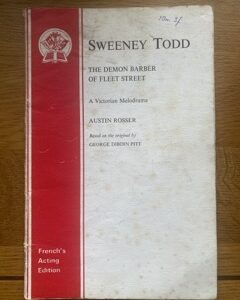 SWEENEY TODD
THE DEMON BARBER
OF FLEET STREET
A Victorian Melodrama
AUSTIN ROSSER
Based on the original by
GEORGE DIBDIN PITT
French's
Acting
Edition